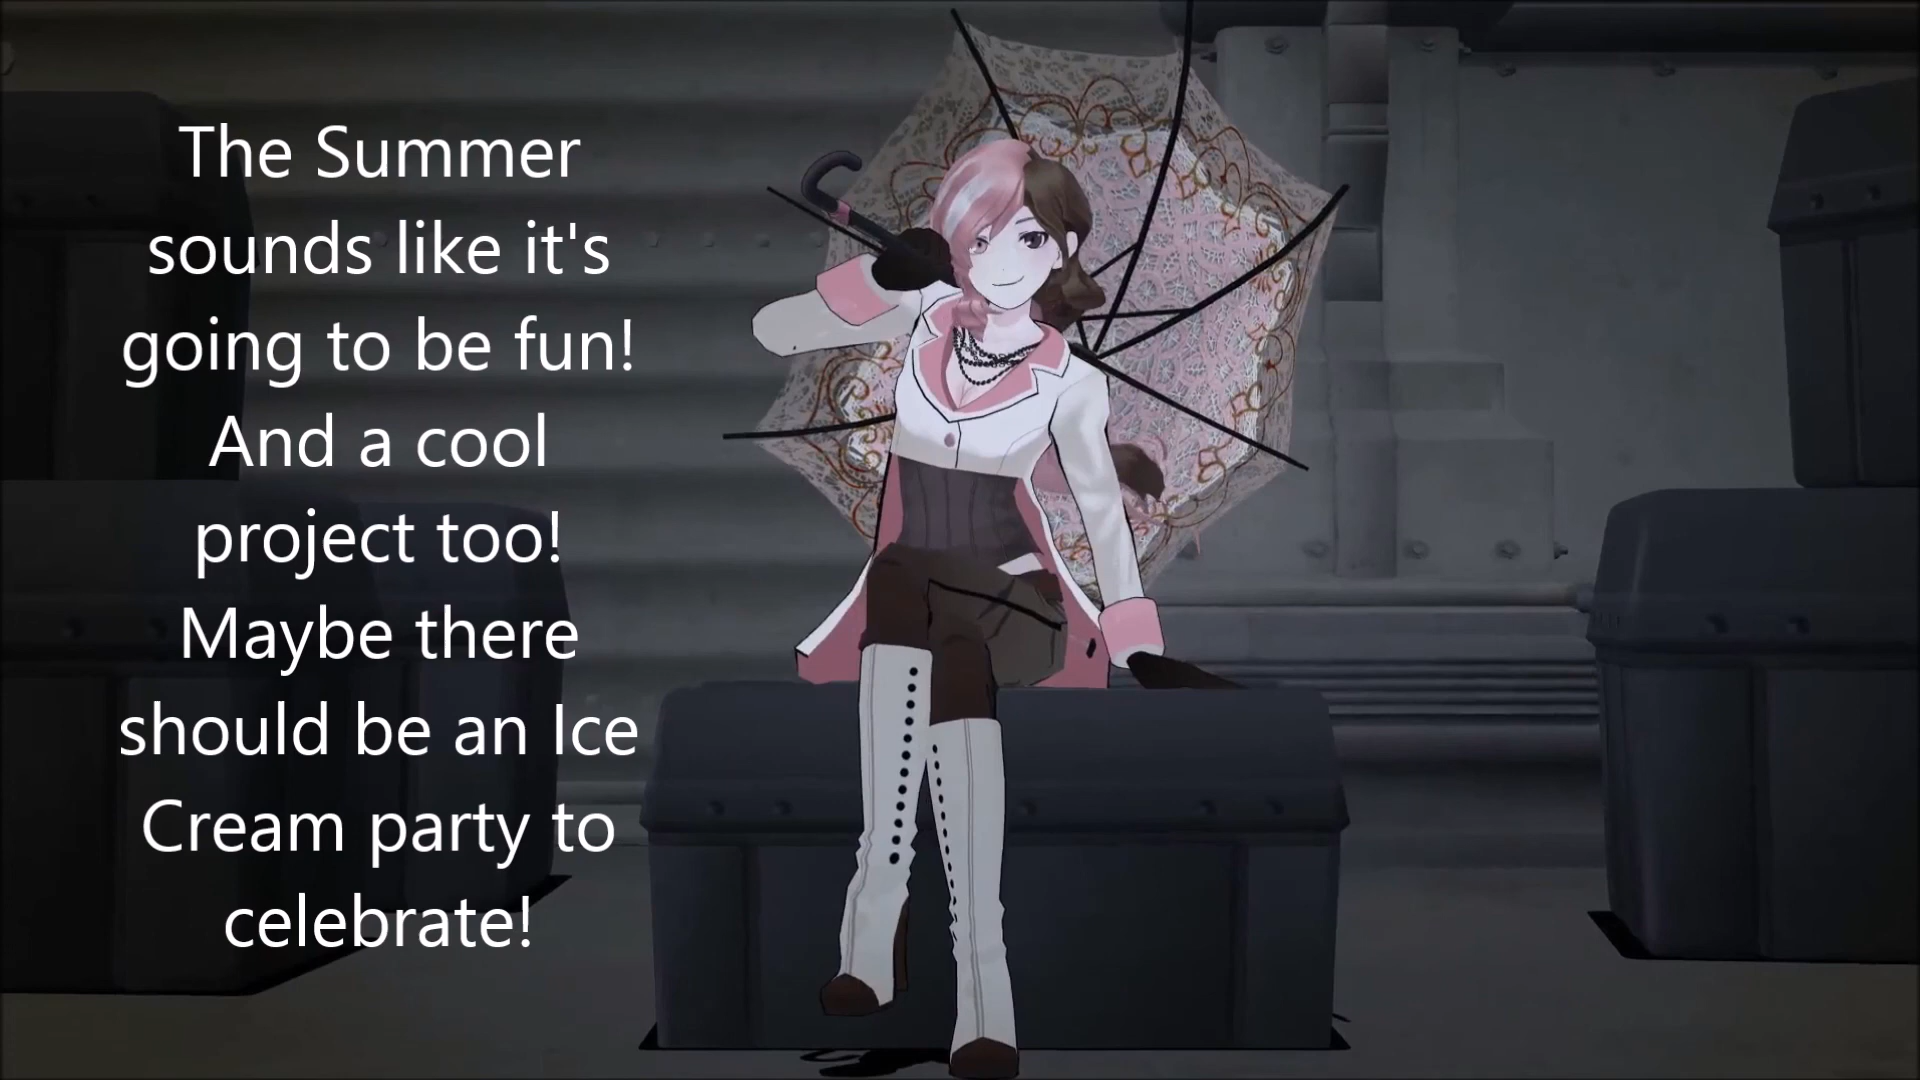 The Summer
sounds like it's
going to be fun!
And a cool
project too!
Maybe there
should be an Ice
Cream party to
celebrate!